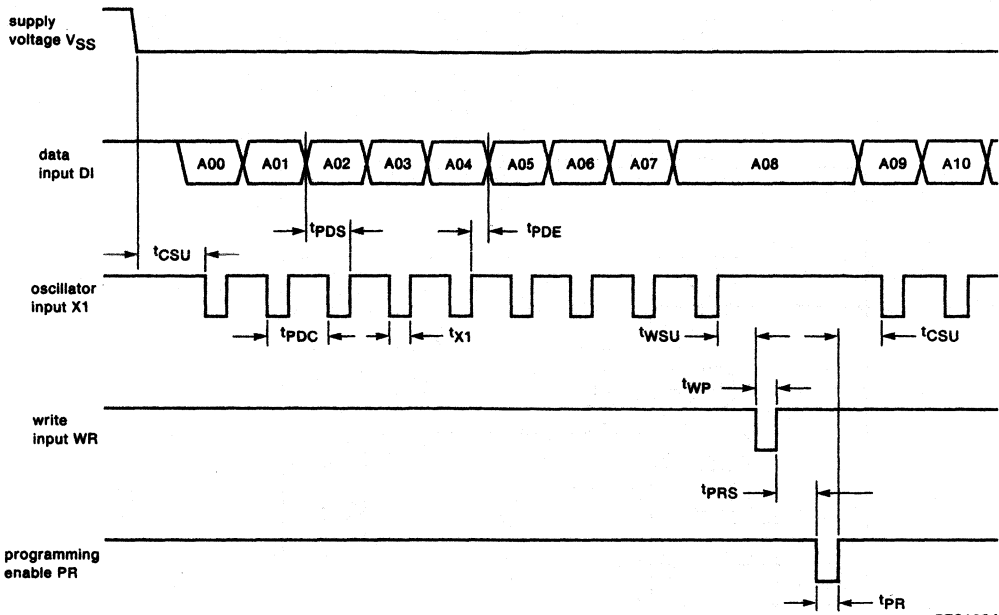 supply
voltage VSS
data
input DI
A00 A01 A02 A03 A04 A05 A06 A07 A08 A09 A10
tPDS
tPDE
tCSU
oscillator
input X1
tPDC
tX1
tWSU
tCSU
tWP
write
input WR
tPRS
programming
enable PR
tPR